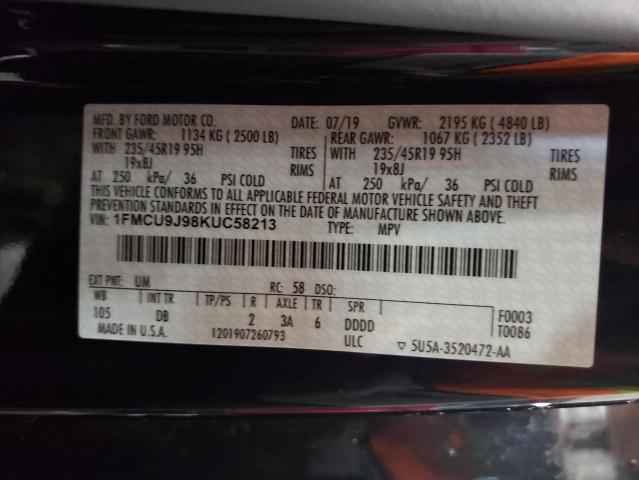 MFD. BY FORD MOTOR CO. DATE: 07/19 GVWR: 2195 KG ( 4840 LB)
FRONT GAWR: 1134 KG ( 2500 LB) REAR GAWR: 1067 KG ( 2352 LB)
WITH 235/45R19 95H TIRES WITH 235/45R19 95H TIRES
19x8J RIMS 19x8J RIMS
AT 250 kPa/ 36 PSI COLD AT 250 kPa/ 36 PSI COLD
THIS VEHICLE CONFORMS TO ALL APPLICABLE FEDERAL MOTOR VEHICLE SAFETY AND THEFT
PREVENTION STANDARDS IN EFFECT ON THE DATE OF MANUFACTURE SHOWN ABOVE.
VIN: 1FMCU9J98KUC58213 TYPE: MPV
EXT PNT: UM RC: 58 DSO:
WB INT TR TP/PS R AXLE TR SPR
105 DB 2 3A 6 DDDD
F0003
T0086
MADE IN U.S.A. 1201907260793 ULC ▽ 5U5A-3520472-AA